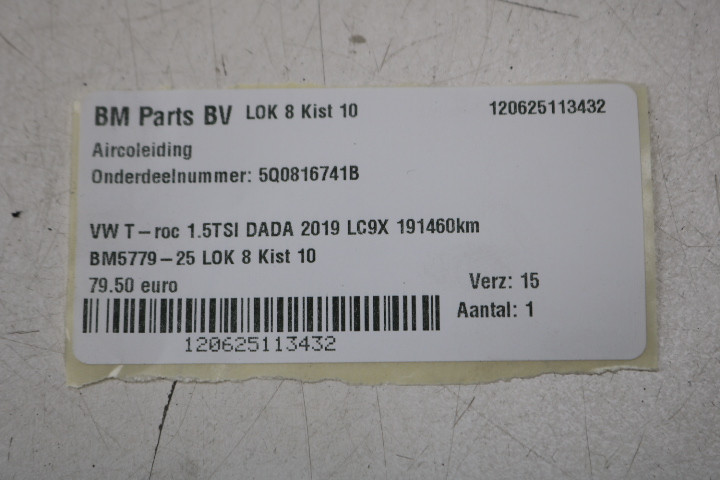 BM Parts BV LOK 8 Kist 10 120625113432
Aircoleiding
Onderdeelnummer: 5Q0816741B
VW T-roc 1.5TSI DADA 2019 LC9X 191460km
BM5779-25 LOK 8 Kist 10
79.50 euro Verz: 15
Aantal: 1
120625113432